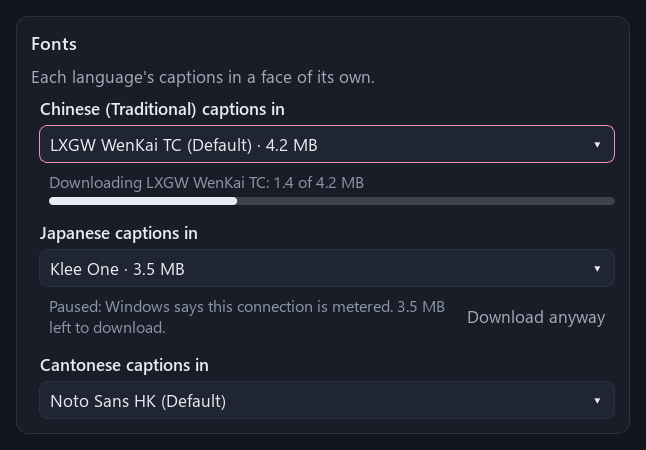 Fonts
Each language's captions in a face of its own.
Chinese (Traditional) captions in
LXGW WenKai TC (Default) · 4.2 MB
Downloading LXGW WenKai TC: 1.4 of 4.2 MB
Japanese captions in
Klee One · 3.5 MB
Paused: Windows says this connection is metered. 3.5 MB
left to download.
Download anyway
Cantonese captions in
Noto Sans HK (Default)